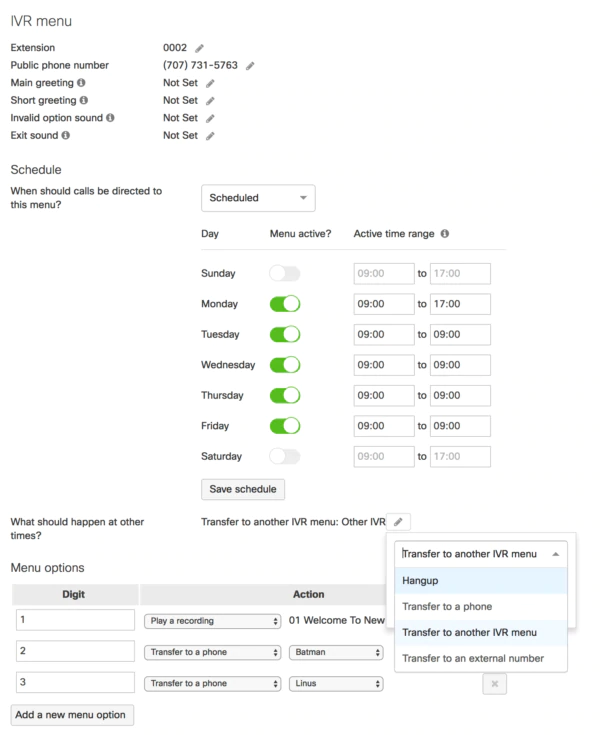 IVR menu
Extension 0002
Public phone number (707) 731-5763
Main greeting Not Set
Short greeting Not Set
Invalid option sound Not Set
Exit sound Not Set
Schedule
When should calls be directed to
this menu?
Scheduled
Day Menu active? Active time range
Sunday 09:00 to 17:00
Monday 09:00 to 17:00
Tuesday 09:00 to 09:00
Wednesday 09:00 to 09:00
Thursday 09:00 to 09:00
Friday 09:00 to 09:00
Saturday 09:00 to 17:00
Save schedule
What should happen at other
times?
Transfer to another IVR menu: Other IVR
Transfer to another IVR menu
Hangup
Transfer to a phone
Transfer to another IVR menu
Transfer to an external number
Menu options
Digit Action
1 Play a recording 01 Welcome To New
2 Transfer to a phone Batman
3 Transfer to a phone Linus
Add a new menu option